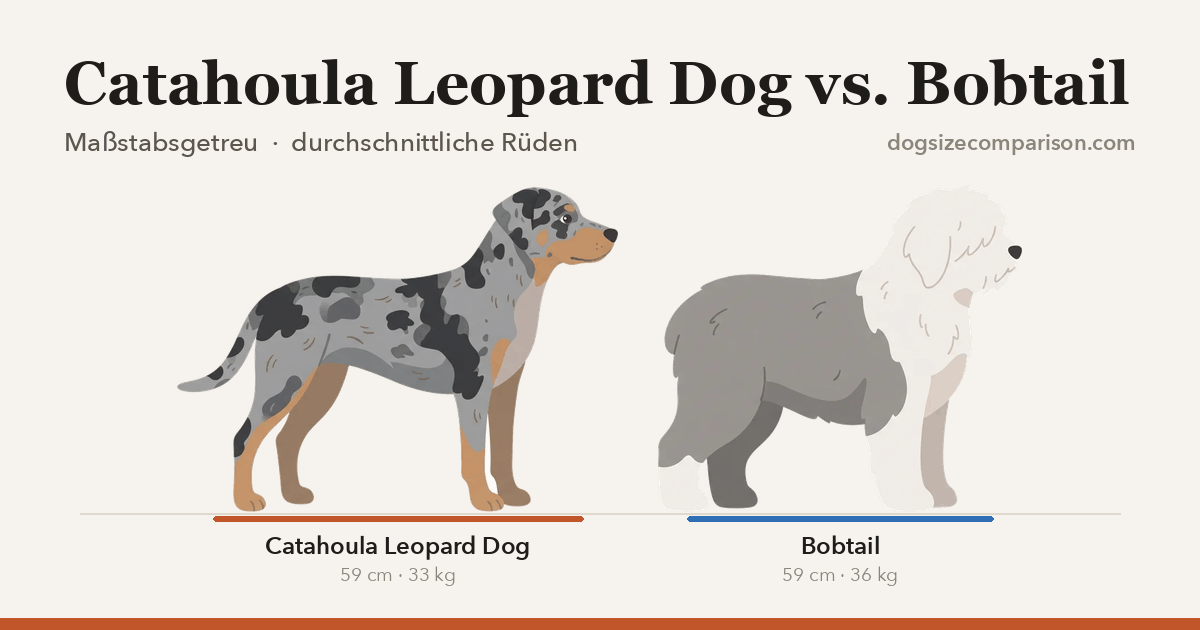 Catahoula Leopard Dog vs. Bobtail
Maßstabsgetreu · durchschnittliche Rüden
dogsizecomparison.com
Catahoula Leopard Dog
59 cm · 33 kg
Bobtail
59 cm · 36 kg